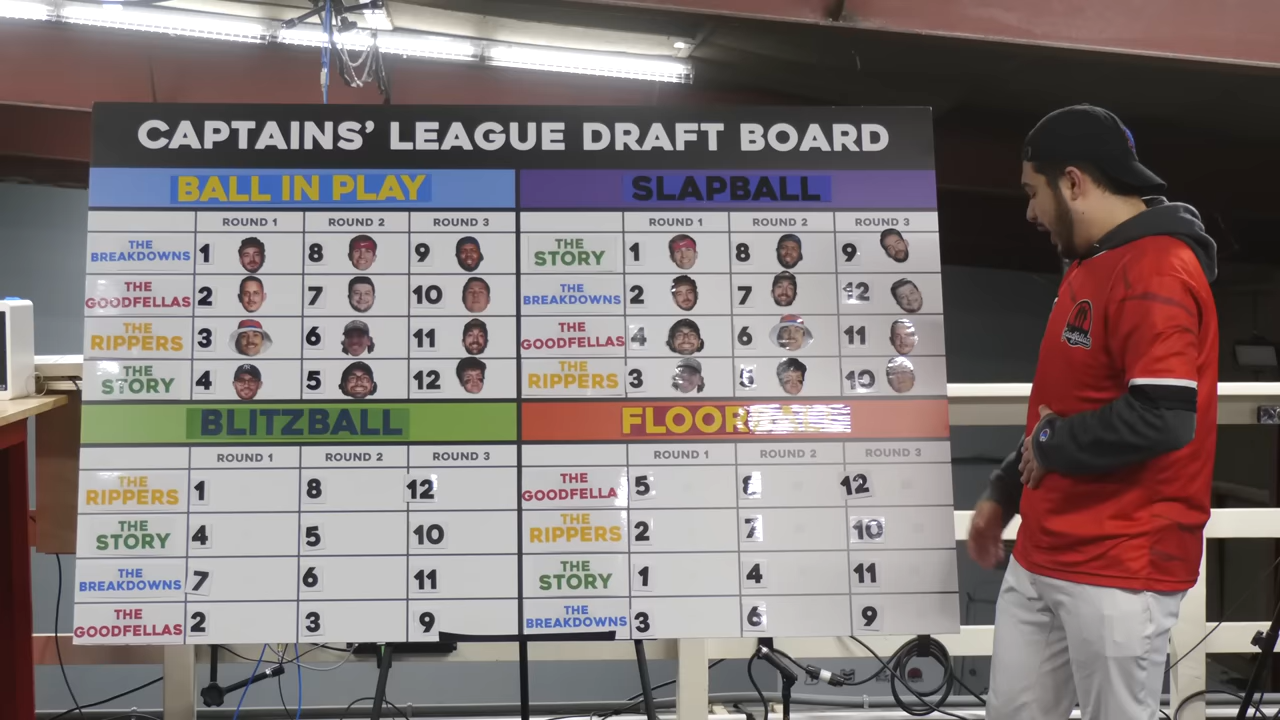 CAPTAINS' LEAGUE DRAFT BOARD
BALL IN PLAY
ROUND 1 ROUND 2 ROUND 3
THE
BREAKDOWNS 1 8 9
THE
GOODFELLAS 2 7 10
THE
RIPPERS 3 6 11
THE
STORY 4 5 12
SLAPBALL
ROUND 1 ROUND 2 ROUND 3
THE
STORY 1 8 9
THE
BREAKDOWNS 2 7 12
THE
GOODFELLAS 4 6 11
THE
RIPPERS 3 5 10
BLITZBALL
ROUND 1 ROUND 2 ROUND 3
THE
RIPPERS 1 8 12
THE
STORY 4 5 10
THE
BREAKDOWNS 7 6 11
THE
GOODFELLAS 2 3 9
ROUND 1 ROUND 2 ROUND 3
THE
GOODFELLAS 5 8 12
THE
RIPPERS 2 7 10
THE
STORY 1 4 11
THE
BREAKDOWNS 3 6 9
Goodfellas